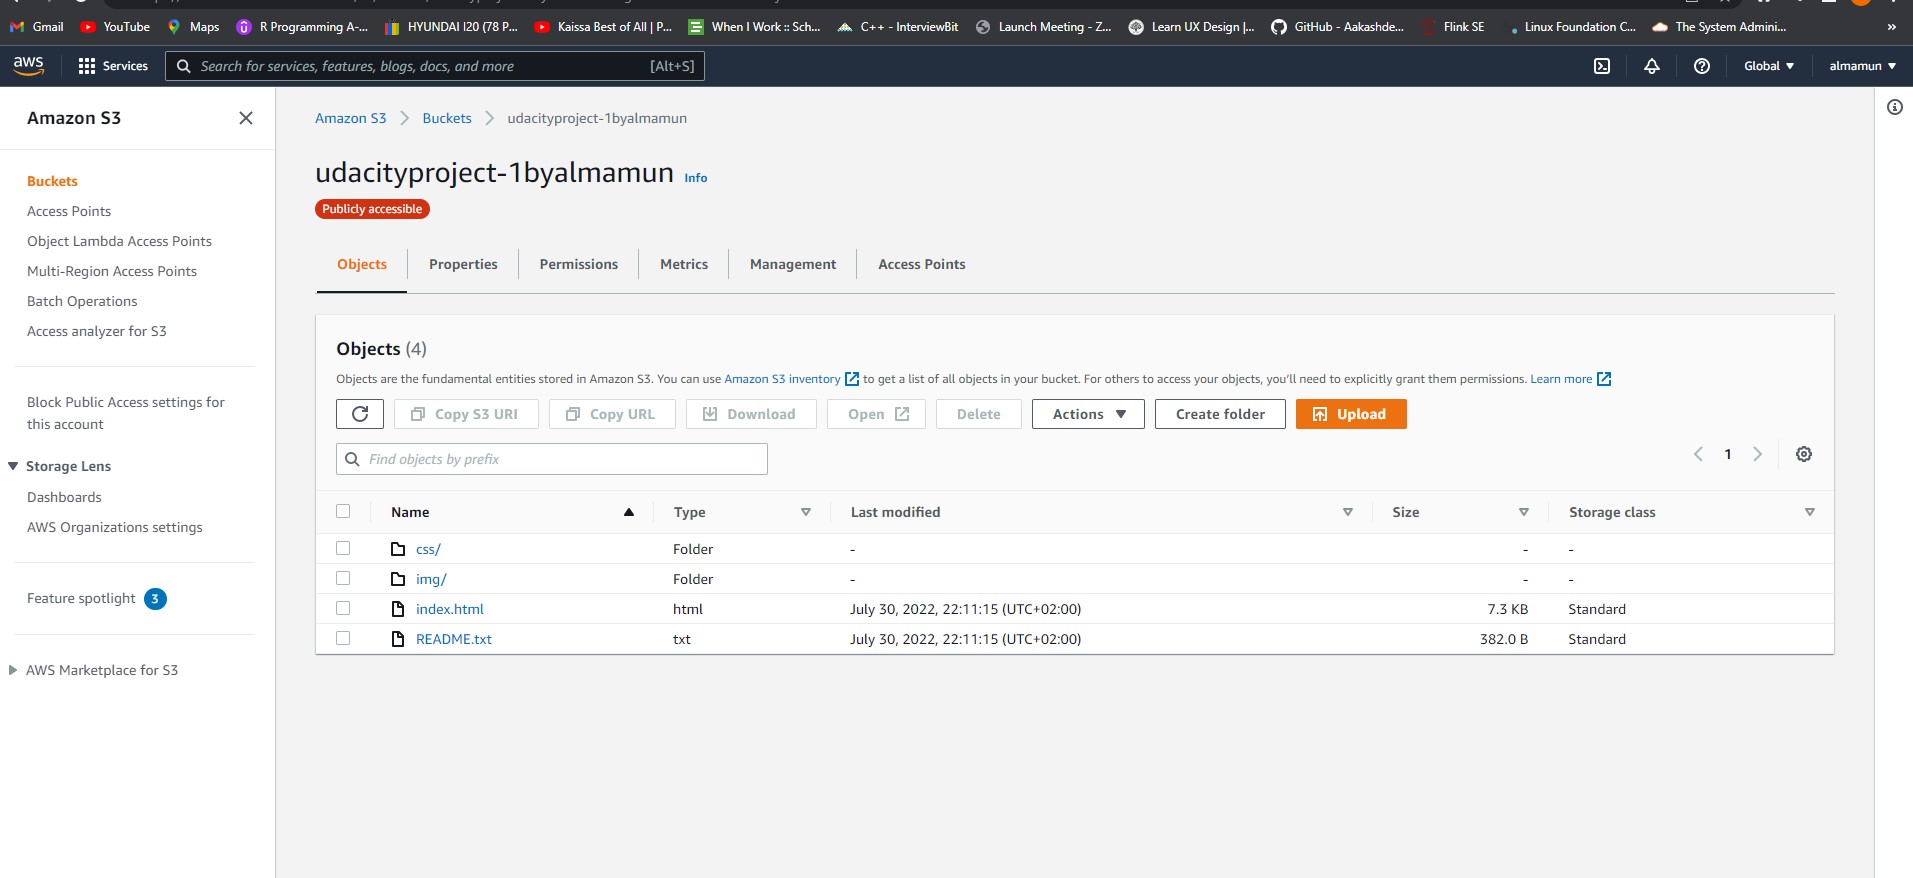 Gmail YouTube Maps R Programming A-... HYUNDAI I20 (78 P... Kaissa Best of All | P... When I Work :: Sch... C++ - InterviewBit Launch Meeting - Z... Learn UX Design |... GitHub - Aakashde... Flink SE Linux Foundation C... The System Admini... »
aws Services Search for services, features, blogs, docs, and more [Alt+S] Global almamun
Amazon S3
Buckets
Access Points
Object Lambda Access Points
Multi-Region Access Points
Batch Operations
Access analyzer for S3
Block Public Access settings for
this account
Storage Lens
Dashboards
AWS Organizations settings
Feature spotlight 3
AWS Marketplace for S3
Amazon S3 Buckets udacityproject-1byalmamun
udacityproject-1byalmamun Info
Publicly accessible
Objects Properties Permissions Metrics Management Access Points
Objects (4)
Objects are the fundamental entities stored in Amazon S3. You can use Amazon S3 inventory to get a list of all objects in your bucket. For others to access your objects, you'll need to explicitly grant them permissions. Learn more
Copy S3 URI Copy URL Download Open Delete Actions Create folder Upload
Find objects by prefix 1
Name Type Last modified Size Storage class
css/ Folder - - -
img/ Folder - - -
index.html html July 30, 2022, 22:11:15 (UTC+02:00) 7.3 KB Standard
README.txt txt July 30, 2022, 22:11:15 (UTC+02:00) 382.0 B Standard